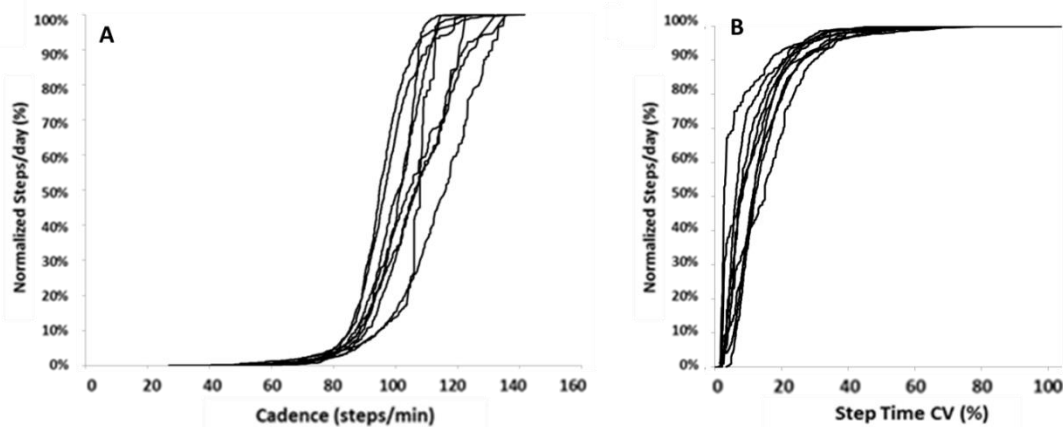 A
Normalized Steps/day (%)
100%
90%
80%
70%
60%
50%
40%
30%
20%
10%
0%
0 20 40 60 80 100 120 140 160
Cadence (steps/min)
B
Normalized Steps/day (%)
100%
90%
80%
70%
60%
50%
40%
30%
20%
10%
0%
0 20 40 60 80 100
Step Time CV (%)